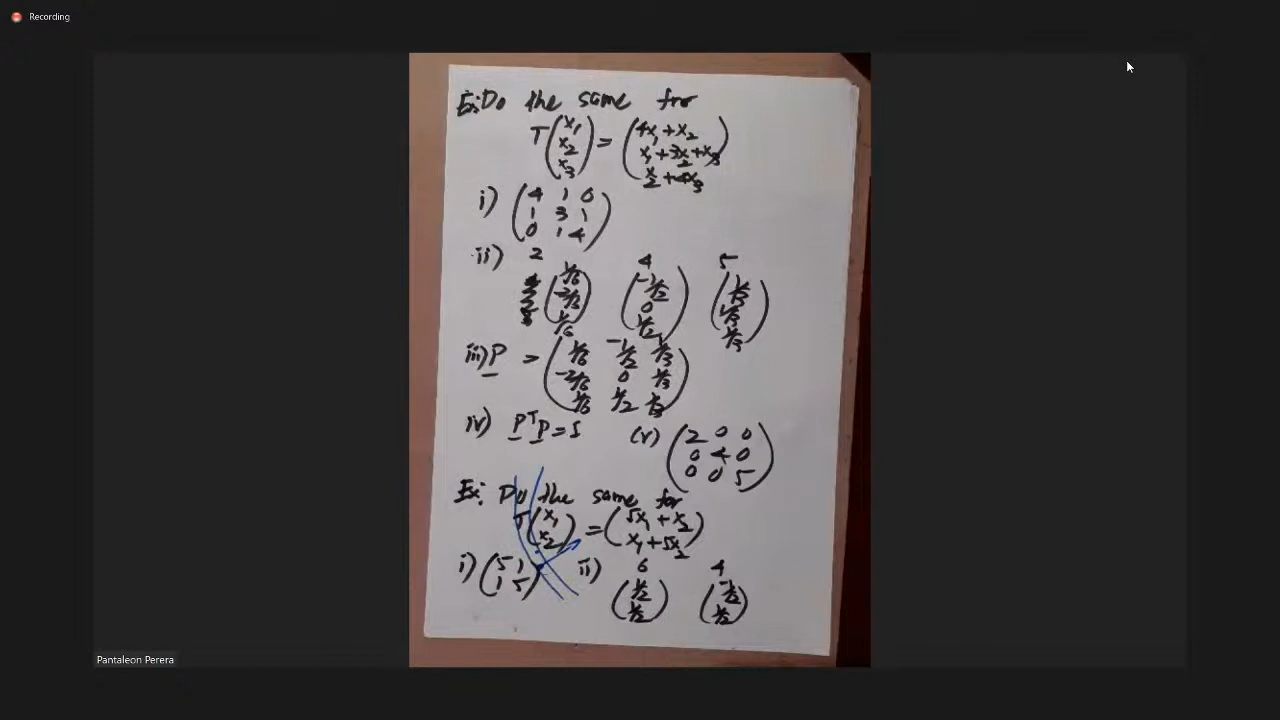 Recording
Ex: Do the same for
T(x₁ x₂ x₃) = (4x₁+x₂ x₁+3x₂+x₃ x₂+4x₃)
i) (4 1 0
1 3 1
0 1 4)
ii) 2 4 5
(1/√6 -2/√6 1/√6) (-1/√2 0 1/√2) (1/√3 1/√3 1/√3)
iii) P = (1/√6 -1/√2 1/√3
-2/√6 0 1/√3
1/√6 1/√2 1/√3)
iv) PᵀP = I (v) (2 0 0
0 4 0
0 0 5)
Ex: Do the same for
T(x₁ x₂) = (5x₁+x₂ x₁+5x₂)
i) (5 1
1 5) ii) 6 4
(1/√2 1/√2) (-1/√2 1/√2)
Pantaleon Perera